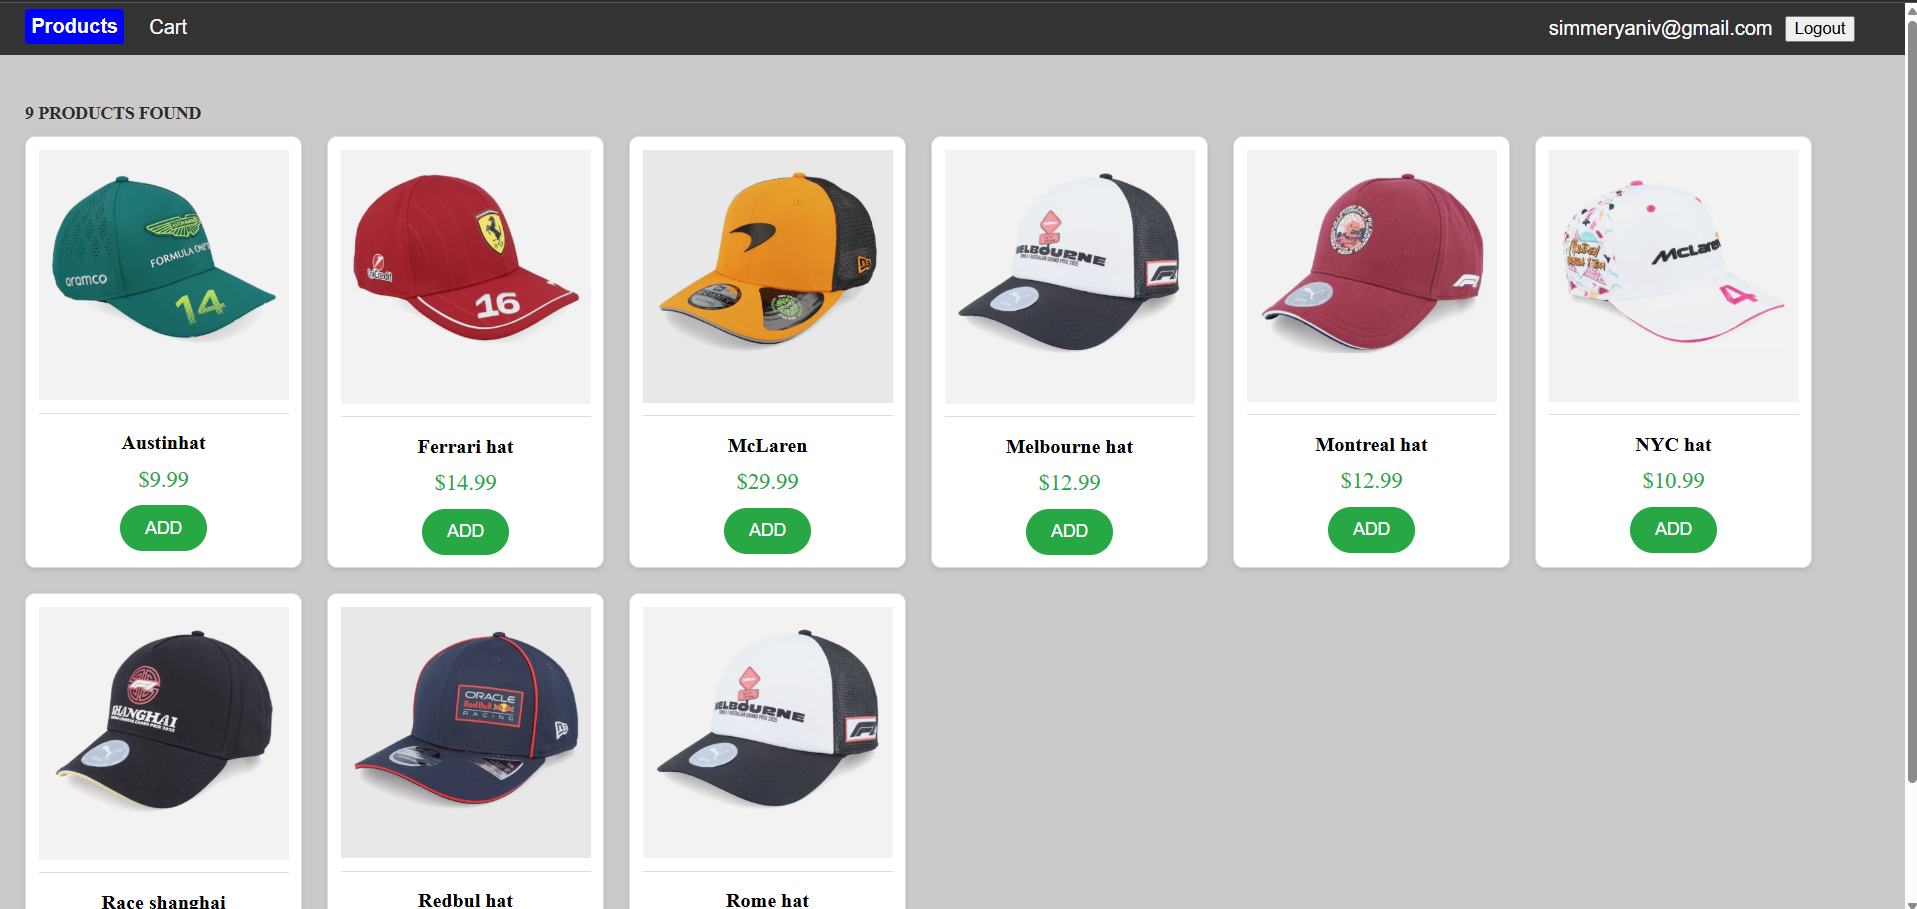 Products Cart simmeryaniv@gmail.com Logout
9 PRODUCTS FOUND
aramco
FORMULA ONE
14
16
MELBOURNE
F1
F1
McLaren
4
Austinhat
$9.99
ADD
Ferrari hat
$14.99
ADD
McLaren
$29.99
ADD
Melbourne hat
$12.99
ADD
Montreal hat
$12.99
ADD
NYC hat
$10.99
ADD
SHANGHAI
ORACLE
Red Bull
RACING
MELBOURNE
F1
Race shanghai
Redbul hat
Rome hat